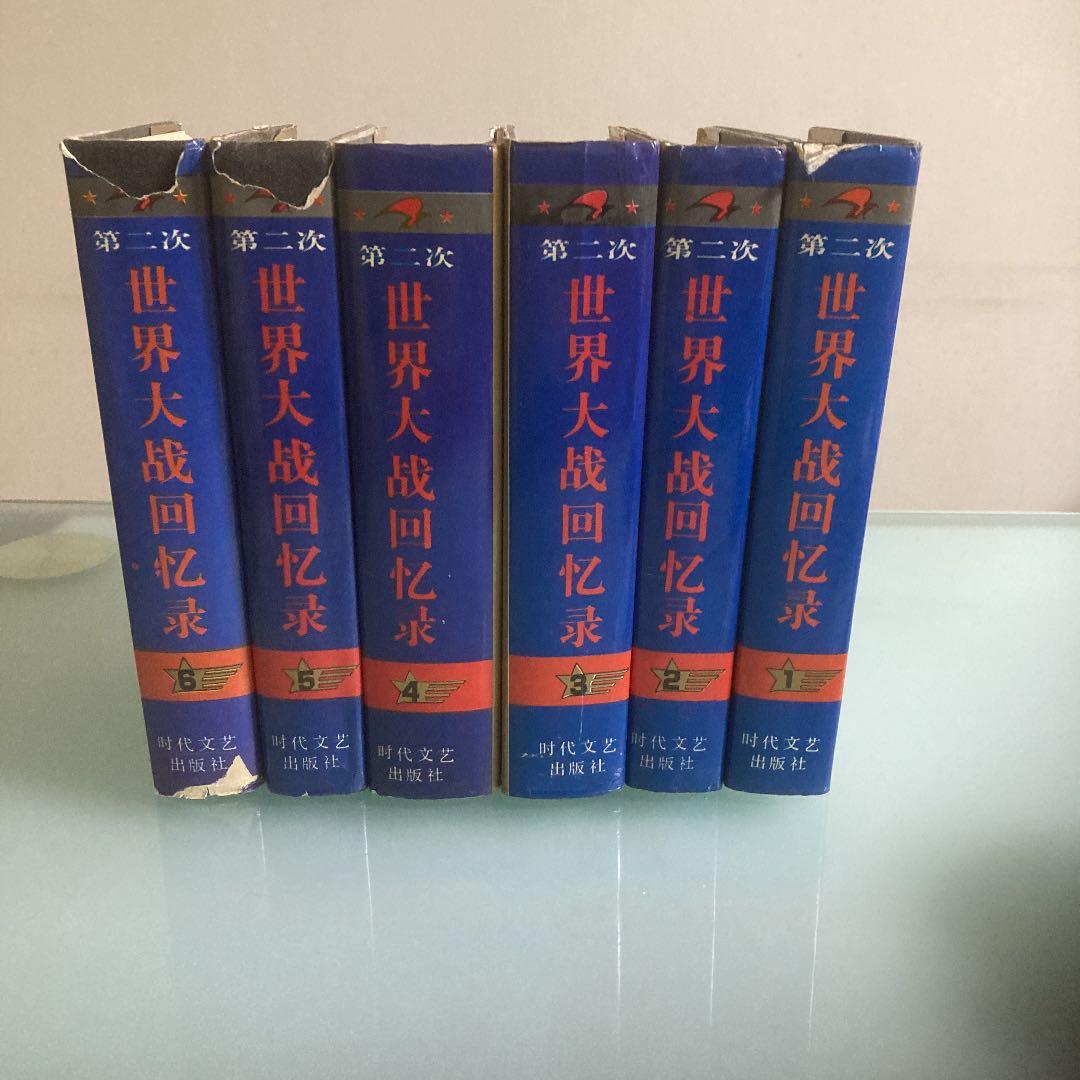 第二次
世界大战回忆录
6
时代文艺
出版社
第二次
世界大战回忆录
5
时代文艺
出版社
第二次
世界大战回忆录
4
时代文艺
出版社
第二次
世界大战回忆录
3
时代文艺
出版社
第二次
世界大战回忆录
2
时代文艺
出版社
第二次
世界大战回忆录
1
时代文艺
出版社